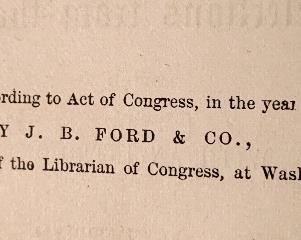 rding to Act of Congress, in the year
Y J. B. FORD & CO.,
f the Librarian of Congress, at Wash